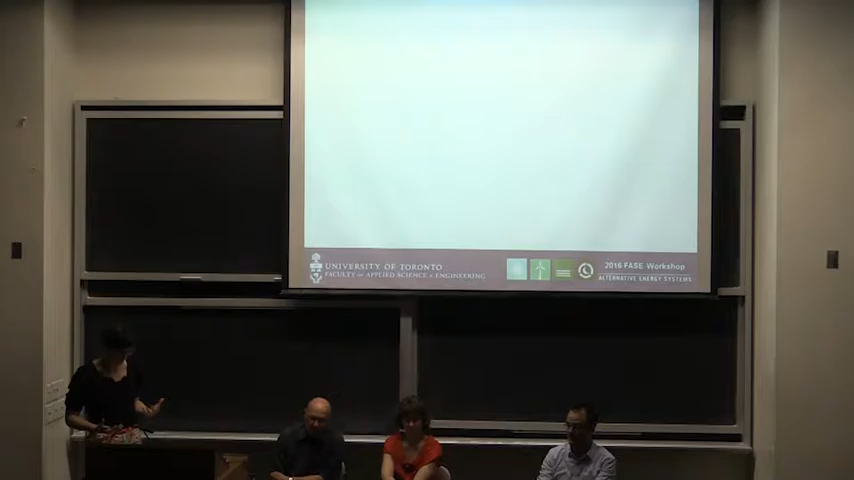 UNIVERSITY OF TORONTO
FACULTY OF APPLIED SCIENCE & ENGINEERING
2016 FASE Workshop
ALTERNATIVE ENERGY SYSTEMS